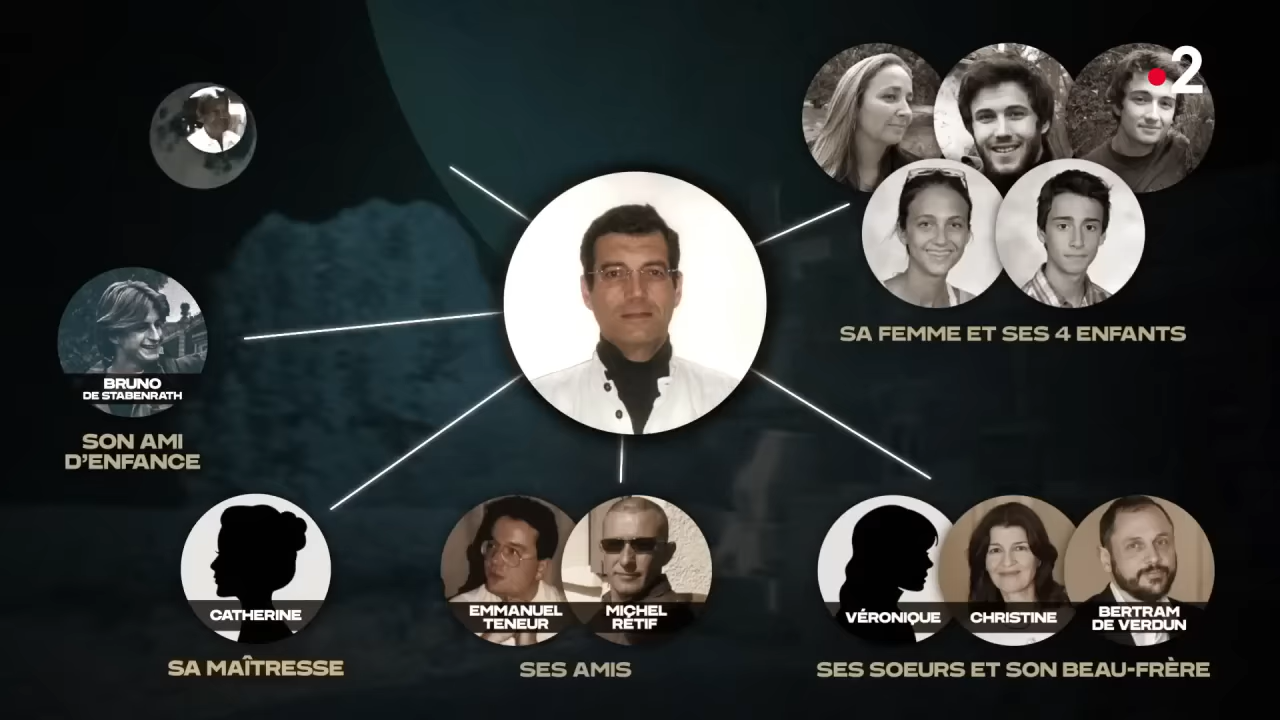 2
SA FEMME ET SES 4 ENFANTS
BRUNO
DE STABENRATH
SON AMI
D'ENFANCE
CATHERINE
SA MAÎTRESSE
EMMANUEL
TENEUR
MICHEL
RÉTIF
SES AMIS
VÉRONIQUE
CHRISTINE
BERTRAM
DE VERDUN
SES SOEURS ET SON BEAU-FRÈRE